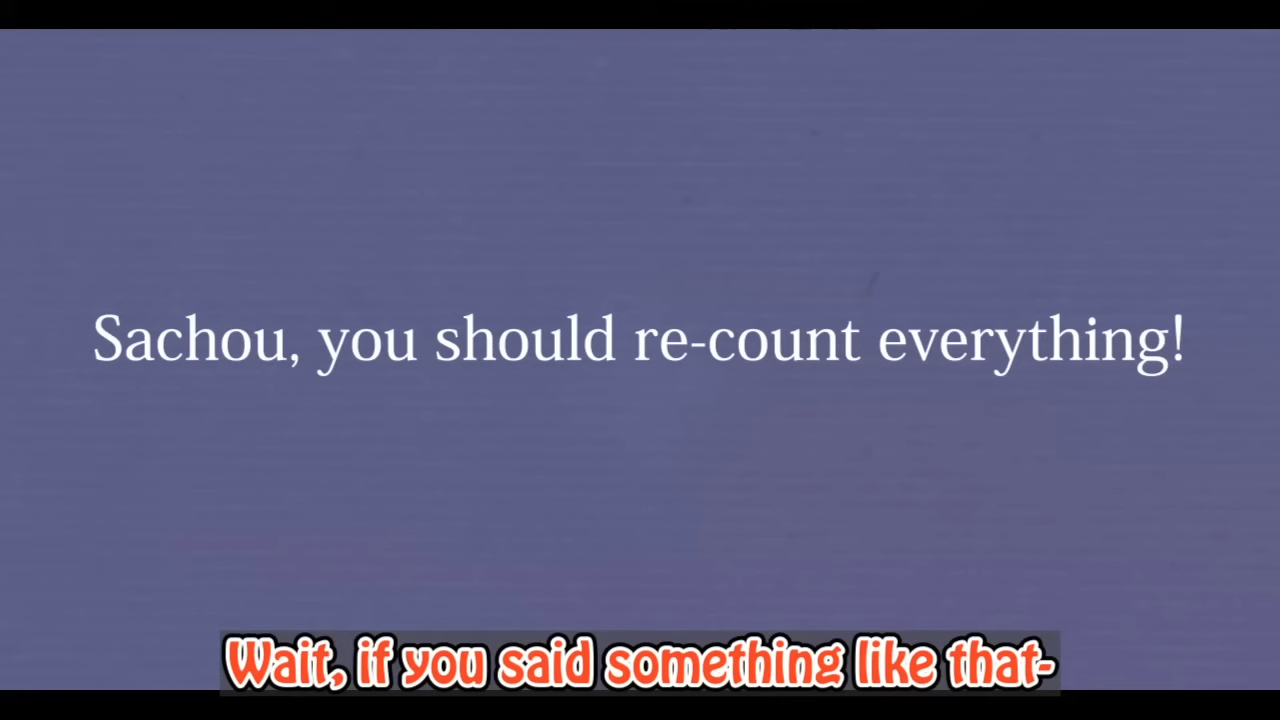 Sachou, you should re-count everything!
Wait, if you said something like that-